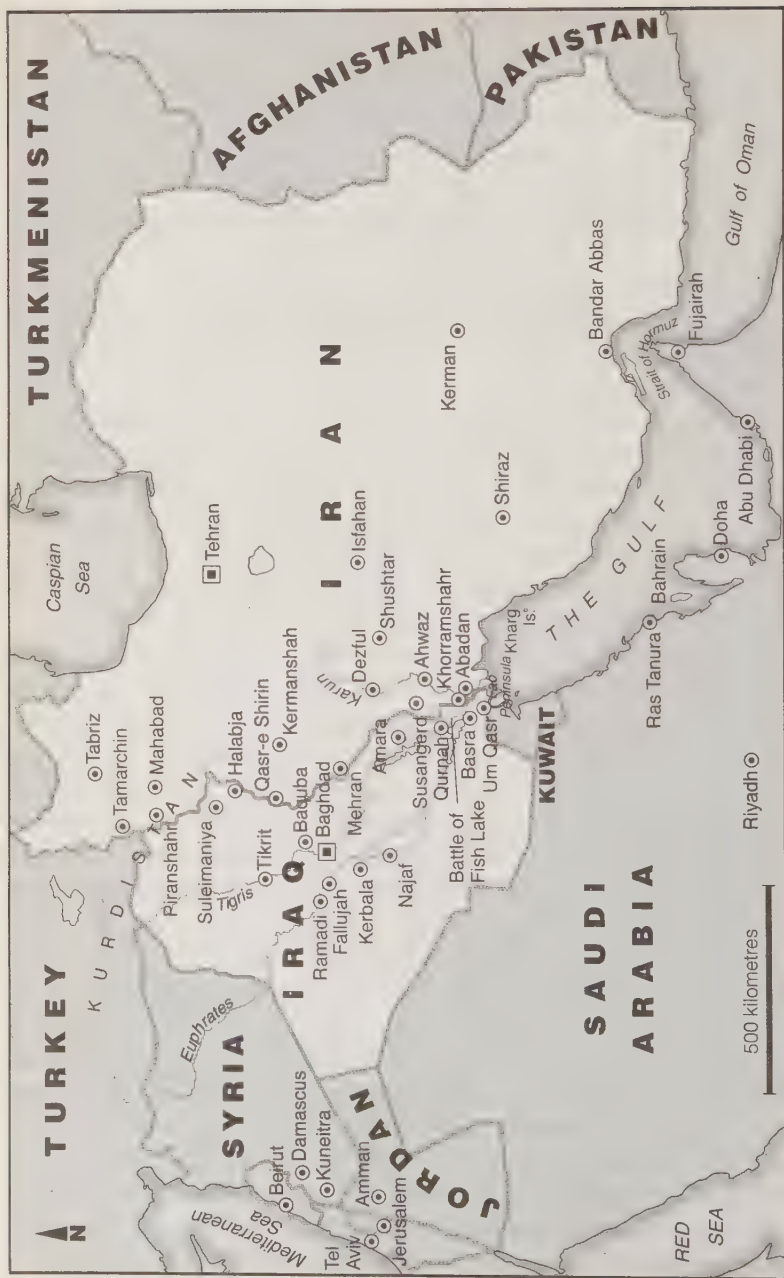 N
TURKEY
KURDISTAN
TURKMENISTAN
Caspian
Sea
AFGHANISTAN
PAKISTAN
Tabriz
Tamarchin
Mahabad
Piranshahr
Suleimaniya
Halabja
Qasr-e Shirin
Kermanshah
Tehran
Mediterranean
Sea
SYRIA
Euphrates
Beirut
Damascus
Kuneitra
Tel
Aviv
Amman
Jerusalem
JORDAN
IRAQ
Tigris
Tikrit
Baquba
Baghdad
Ramadi
Fallujah
Kerbala
Najaf
Mehran
IRAN
Karun
Dezful
Isfahan
Shushtar
Amara
Susangerd
Ahwaz
Qurnah
Khorramshahr
Abadan
Basra
Um Qasr
Fao
Peninsula
Kharg
Is.
Battle of
Fish Lake
KUWAIT
Kerman
Shiraz
Bandar Abbas
Strait of Hormuz
Fujairah
Gulf of Oman
THE GULF
Ras Tanura
Bahrain
Doha
Abu Dhabi
Riyadh
SAUDI
ARABIA
RED
SEA
500 kilometres